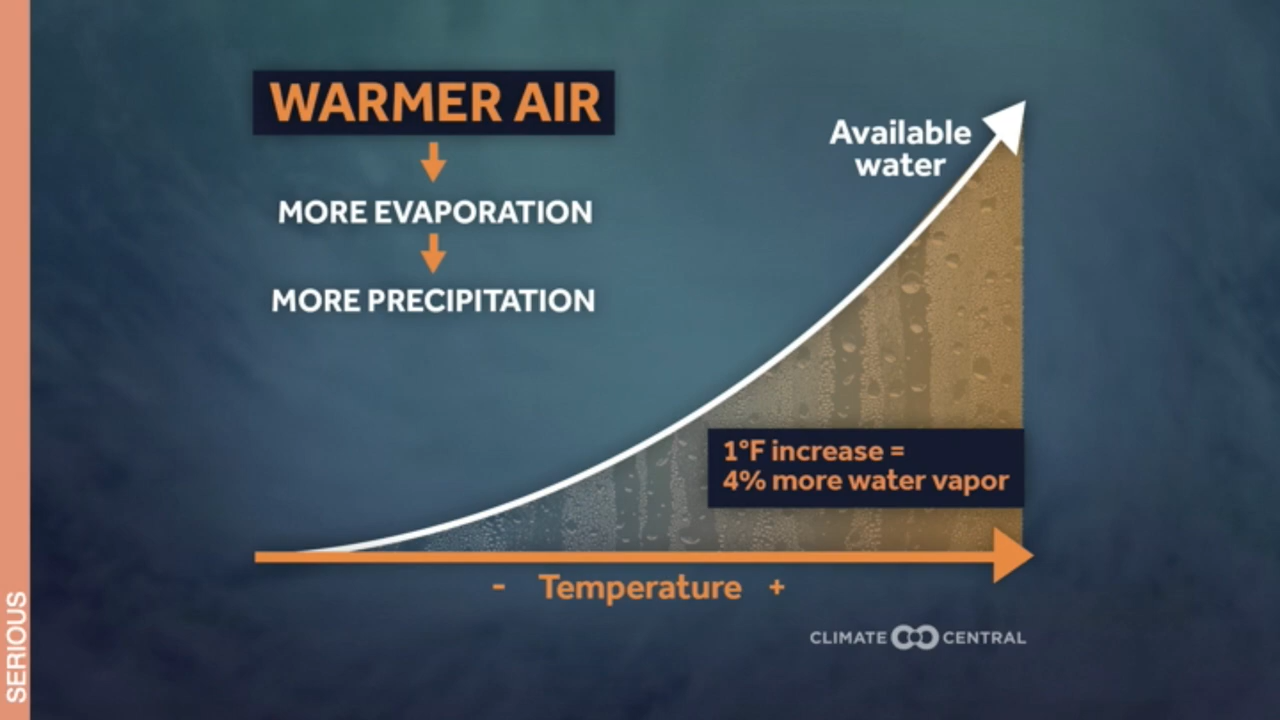 WARMER AIR
MORE EVAPORATION
MORE PRECIPITATION
Available
water
1°F increase =
4% more water vapor
- Temperature +
CLIMATE CENTRAL
SERIOUS